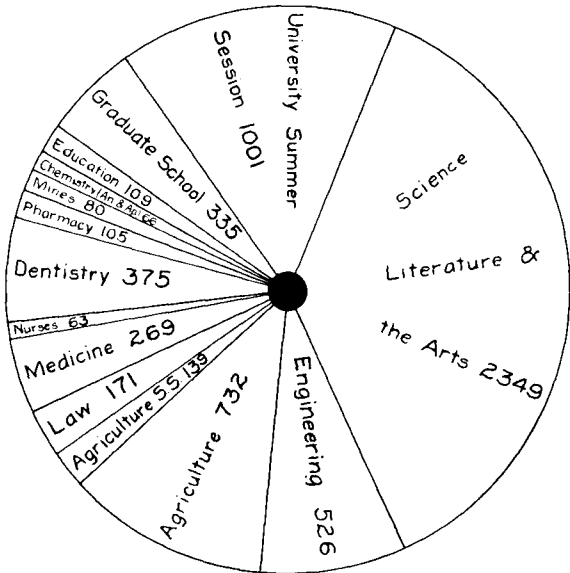 University Summer
Session 1001
Science
Literature &
the Arts 2349
Engineering 526
Agriculture 732
Agriculture S.S. 139
Law 171
Medicine 269
Nurses 63
Dentistry 375
Pharmacy 105
Mines 80
Chemistry (An & Ap) 66
Education 109
Graduate School 335